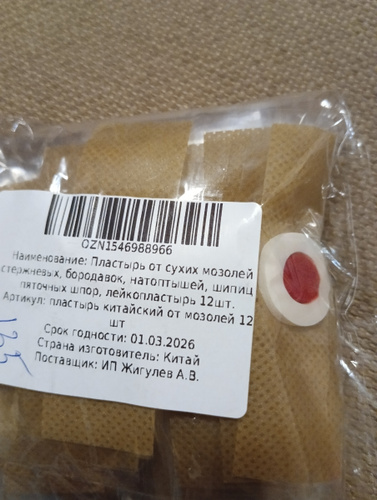 OZN1546988966
Наименование: Пластырь от сухих мозолей
стержневых, бородавок, натоптышей, шипиц
пяточных шпор, лейкопластырь 12шт.
Артикул: пластырь китайский от мозолей 12
шт
Срок годности: 01.03.2026
Страна изготовитель: Китай
Поставщик: ИП Жигулев А.В.